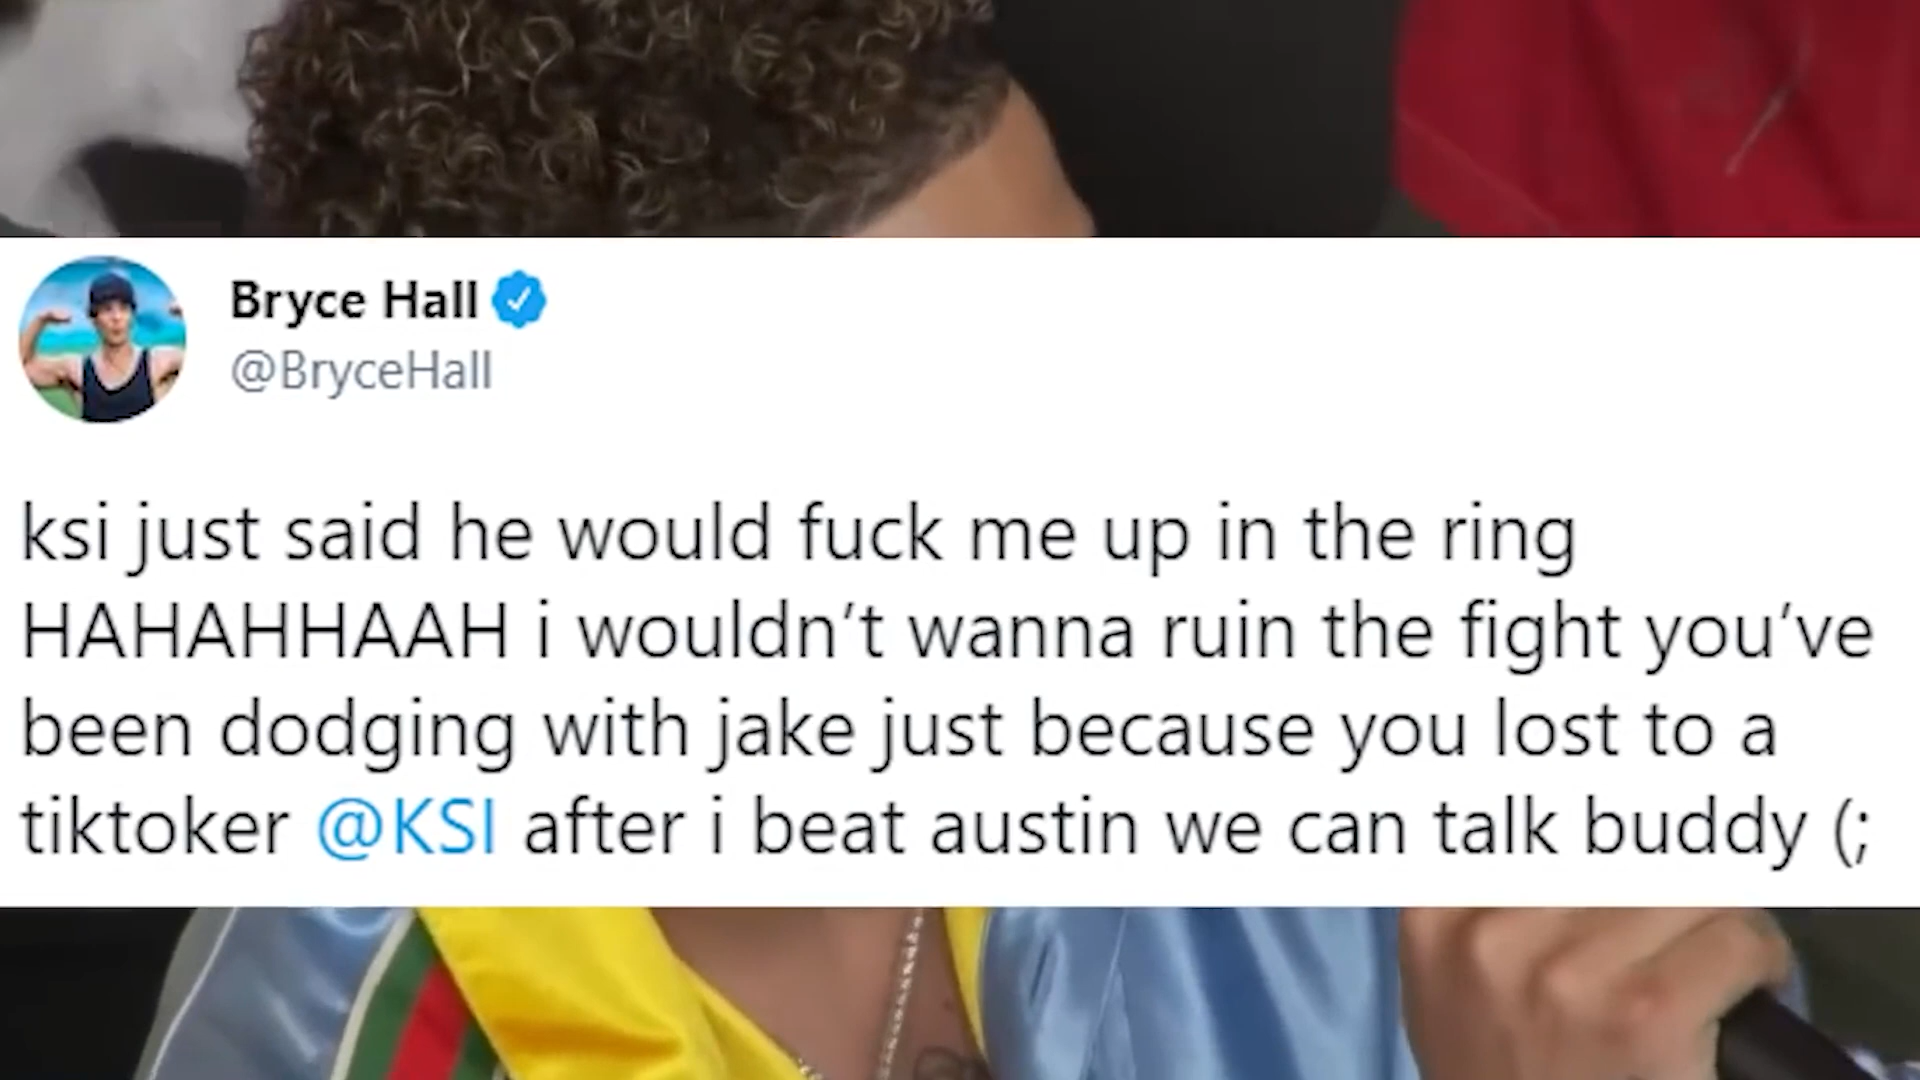 Bryce Hall
@BryceHall
ksi just said he would fuck me up in the ring
HAHAHHAAH i wouldn’t wanna ruin the fight you’ve
been dodging with jake just because you lost to a
tiktoker @KSI after i beat austin we can talk buddy (;